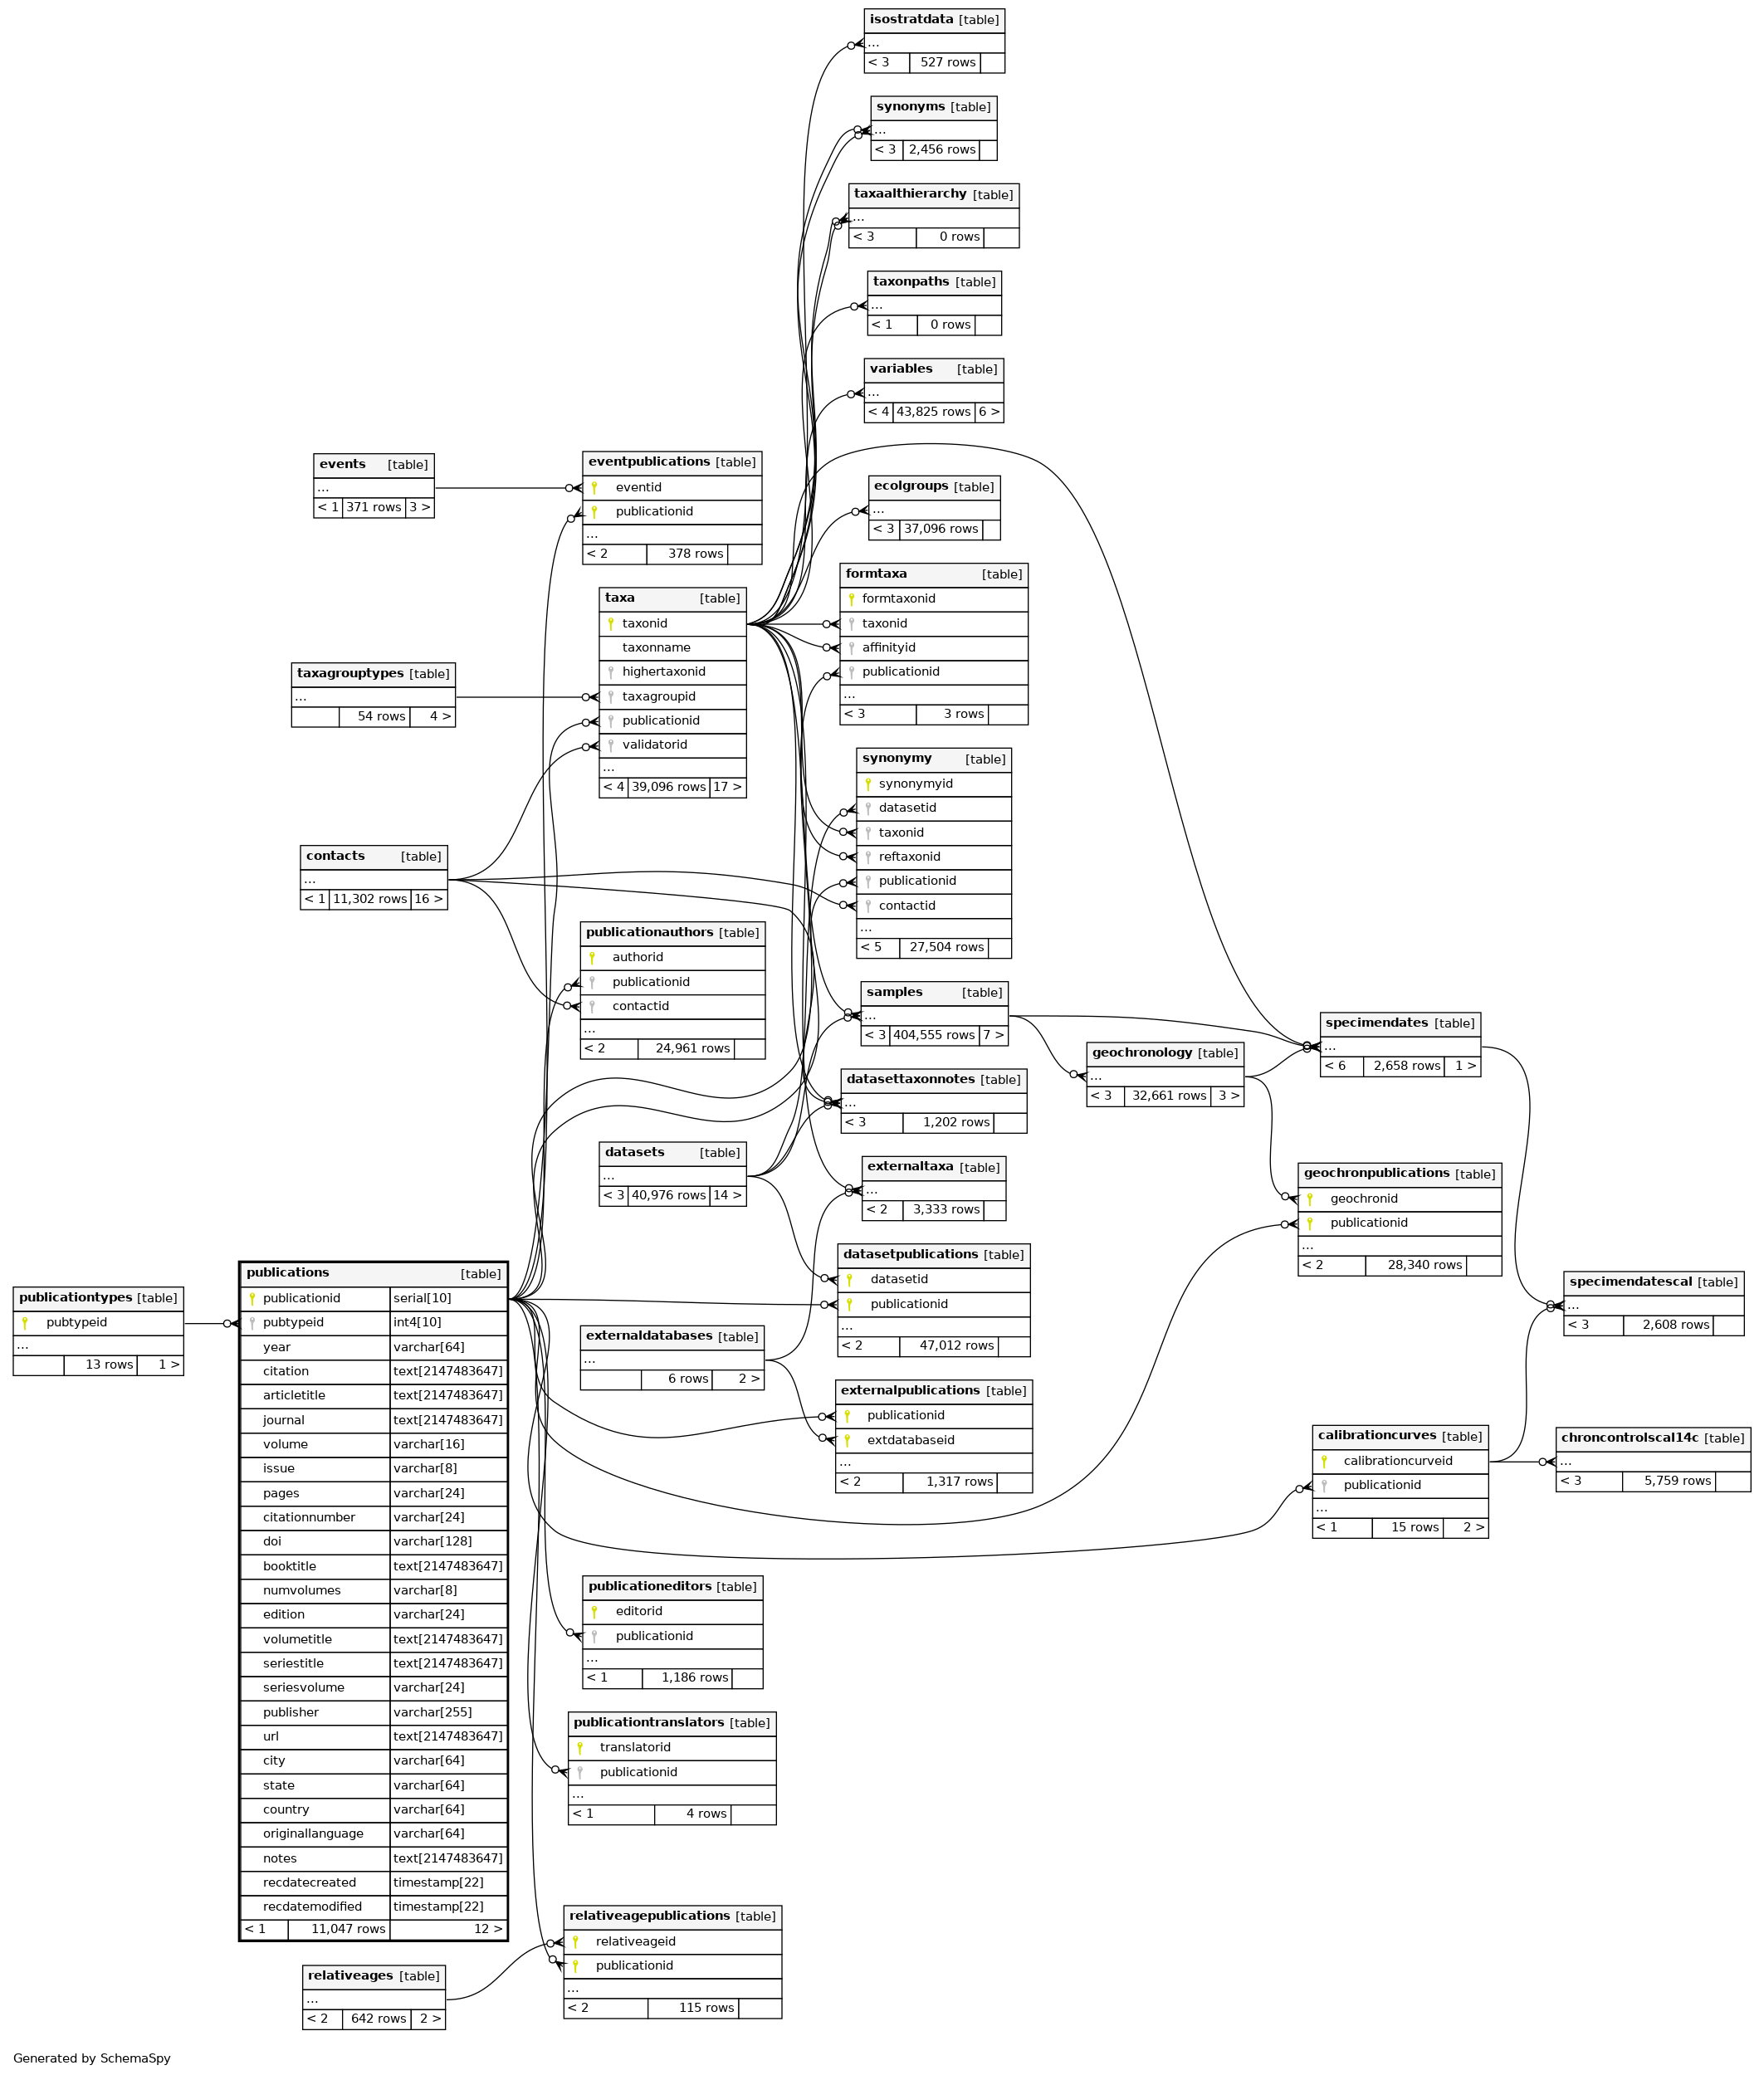 isostratdata [table]
...
< 3 527 rows
synonyms [table]
...
< 3 2,456 rows
taxaalthierarchy [table]
...
< 3 0 rows
taxonpaths [table]
...
< 1 0 rows
variables [table]
...
< 4 43,825 rows 6 >
events [table]
...
< 1 371 rows 3 >
eventpublications [table]
eventid
publicationid
...
< 2 378 rows
ecolgroups [table]
...
< 3 37,096 rows
taxa [table]
taxonid
taxonname
highertaxonid
taxagroupid
publicationid
validatorid
...
< 4 39,096 rows 17 >
formtaxa [table]
formtaxonid
taxonid
affinityid
publicationid
...
< 3 3 rows
taxagrouptypes [table]
...
54 rows 4 >
synonymy [table]
synonymyid
datasetid
taxonid
reftaxonid
publicationid
contactid
...
< 5 27,504 rows
contacts [table]
...
< 1 11,302 rows 16 >
publicationauthors [table]
authorid
publicationid
contactid
...
< 2 24,961 rows
samples [table]
...
< 3 404,555 rows 7 >
specimendates [table]
...
< 6 2,658 rows 1 >
geochronology [table]
...
< 3 32,661 rows 3 >
datasettaxonnotes [table]
...
< 3 1,202 rows
datasets [table]
...
< 3 40,976 rows 14 >
externaltaxa [table]
...
< 2 3,333 rows
geochronpublications [table]
geochronid
publicationid
...
< 2 28,340 rows
datasetpublications [table]
datasetid
publicationid
...
< 2 47,012 rows
specimendatescal [table]
...
< 3 2,608 rows
publicationtypes [table]
pubtypeid
...
13 rows 1 >
publications [table]
publicationid serial[10]
pubtypeid int4[10]
year varchar[64]
citation text[2147483647]
articletitle text[2147483647]
journal text[2147483647]
volume varchar[16]
issue varchar[8]
pages varchar[24]
citationnumber varchar[24]
doi varchar[128]
booktitle text[2147483647]
numvolumes varchar[8]
edition varchar[24]
volumetitle text[2147483647]
seriestitle text[2147483647]
seriesvolume varchar[24]
publisher varchar[255]
url text[2147483647]
city varchar[64]
state varchar[64]
country varchar[64]
originallanguage varchar[64]
notes text[2147483647]
recdatecreated timestamp[22]
recdatemodified timestamp[22]
< 1 11,047 rows 12 >
externaldatabases [table]
...
6 rows 2 >
externalpublications [table]
publicationid
extdatabaseid
...
< 2 1,317 rows
calibrationcurves [table]
calibrationcurveid
publicationid
...
< 1 15 rows 2 >
chroncontrolscal14c [table]
...
< 3 5,759 rows
publicationeditors [table]
editorid
publicationid
...
< 1 1,186 rows
publicationtranslators [table]
translatorid
publicationid
...
< 1 4 rows
relativeagepublications [table]
relativeageid
publicationid
...
< 2 115 rows
relativeages [table]
...
< 2 642 rows 2 >
Generated by SchemaSpy